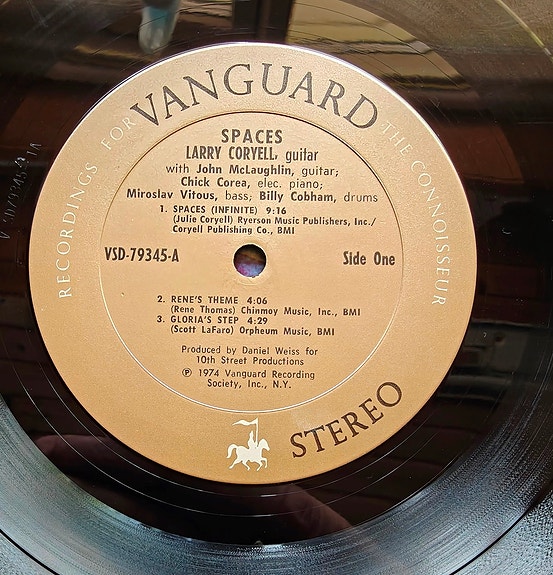 RECORDINGS FOR VANGUARD THE CONNOISSEUR
SPACES
LARRY CORYELL, guitar
with John McLaughlin, guitar;
Chick Corea, elec. piano;
Miroslav Vitous, bass; Billy Cobham, drums
1. SPACES (INFINITE) 9:16
(Julie Coryell) Ryerson Music Publishers, Inc./
Coryell Publishing Co., BMI
VSD-79345-A
Side One
2. RENE'S THEME 4:06
(Rene Thomas) Chinmoy Music, Inc., BMI
3. GLORIA'S STEP 4:29
(Scott LaFaro) Orpheum Music, BMI
Produced by Daniel Weiss for
10th Street Productions
℗ 1974 Vanguard Recording
Society, Inc., N.Y.
STEREO